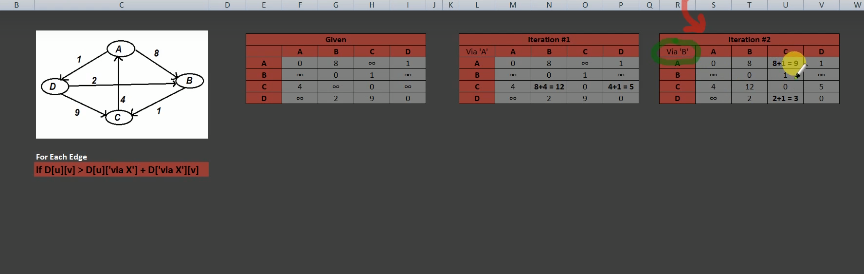 B C D E F G H I J K L M N O P Q R S T U V W
Given
A B C D
A 0 8 ∞ 1
B ∞ 0 1 ∞
C 4 ∞ 0 ∞
D ∞ 2 9 0
Iteration #1
Via 'A' A B C D
A 0 8 ∞ 1
B ∞ 0 1 ∞
C 4 8+4 = 12 0 4+1 = 5
D ∞ 2 9 0
Iteration #2
Via 'B' A B C D
A 0 8 8+1 = 9 1
B ∞ 0 1 ∞
C 4 12 0 5
D ∞ 2 2+1 = 3 0
A
1 8
D 2 B
9 4 1
C
For Each Edge
If D[u][v] > D[u]['via X'] + D['via X'][v]